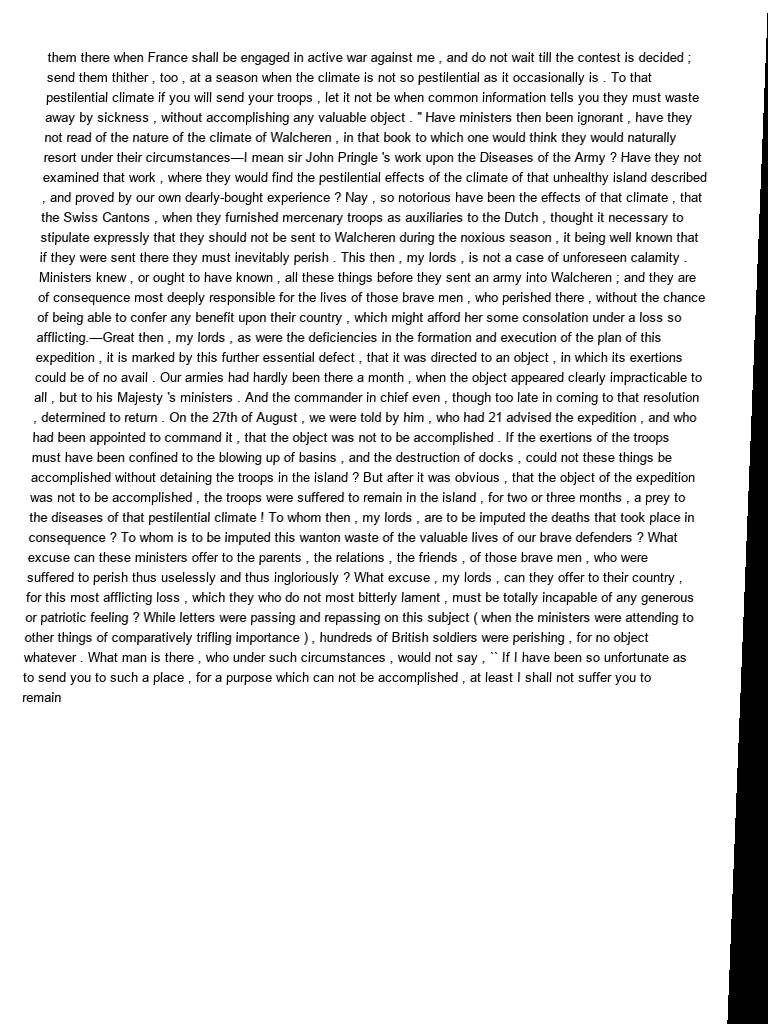 them there when France shall be engaged in active war against me , and do not wait till the contest is decided ;
send them thither , too , at a season when the climate is not so pestilential as it occasionally is . To that
pestilential climate if you will send your troops , let it not be when common information tells you they must waste
away by sickness , without accomplishing any valuable object . " Have ministers then been ignorant , have they
not read of the nature of the climate of Walcheren , in that book to which one would think they would naturally
resort under their circumstances—I mean sir John Pringle 's work upon the Diseases of the Army ? Have they not
examined that work , where they would find the pestilential effects of the climate of that unhealthy island described
, and proved by our own dearly-bought experience ? Nay , so notorious have been the effects of that climate , that
the Swiss Cantons , when they furnished mercenary troops as auxiliaries to the Dutch , thought it necessary to
stipulate expressly that they should not be sent to Walcheren during the noxious season , it being well known that
if they were sent there they must inevitably perish . This then , my lords , is not a case of unforeseen calamity .
Ministers knew , or ought to have known , all these things before they sent an army into Walcheren ; and they are
of consequence most deeply responsible for the lives of those brave men , who perished there , without the chance
of being able to confer any benefit upon their country , which might afford her some consolation under a loss so
afflicting.—Great then , my lords , as were the deficiencies in the formation and execution of the plan of this
expedition , it is marked by this further essential defect , that it was directed to an object , in which its exertions
could be of no avail . Our armies had hardly been there a month , when the object appeared clearly impracticable to
all , but to his Majesty 's ministers . And the commander in chief even , though too late in coming to that resolution
, determined to return . On the 27th of August , we were told by him , who had 21 advised the expedition , and who
had been appointed to command it , that the object was not to be accomplished . If the exertions of the troops
must have been confined to the blowing up of basins , and the destruction of docks , could not these things be
accomplished without detaining the troops in the island ? But after it was obvious , that the object of the expedition
was not to be accomplished , the troops were suffered to remain in the island , for two or three months , a prey to
the diseases of that pestilential climate ! To whom then , my lords , are to be imputed the deaths that took place in
consequence ? To whom is to be imputed this wanton waste of the valuable lives of our brave defenders ? What
excuse can these ministers offer to the parents , the relations , the friends , of those brave men , who were
suffered to perish thus uselessly and thus ingloriously ? What excuse , my lords , can they offer to their country ,
for this most afflicting loss , which they who do not most bitterly lament , must be totally incapable of any generous
or patriotic feeling ? While letters were passing and repassing on this subject ( when the ministers were attending to
other things of comparatively trifling importance ) , hundreds of British soldiers were perishing , for no object
whatever . What man is there , who under such circumstances , would not say , `` If I have been so unfortunate as
to send you to such a place , for a purpose which can not be accomplished , at least I shall not suffer you to
remain